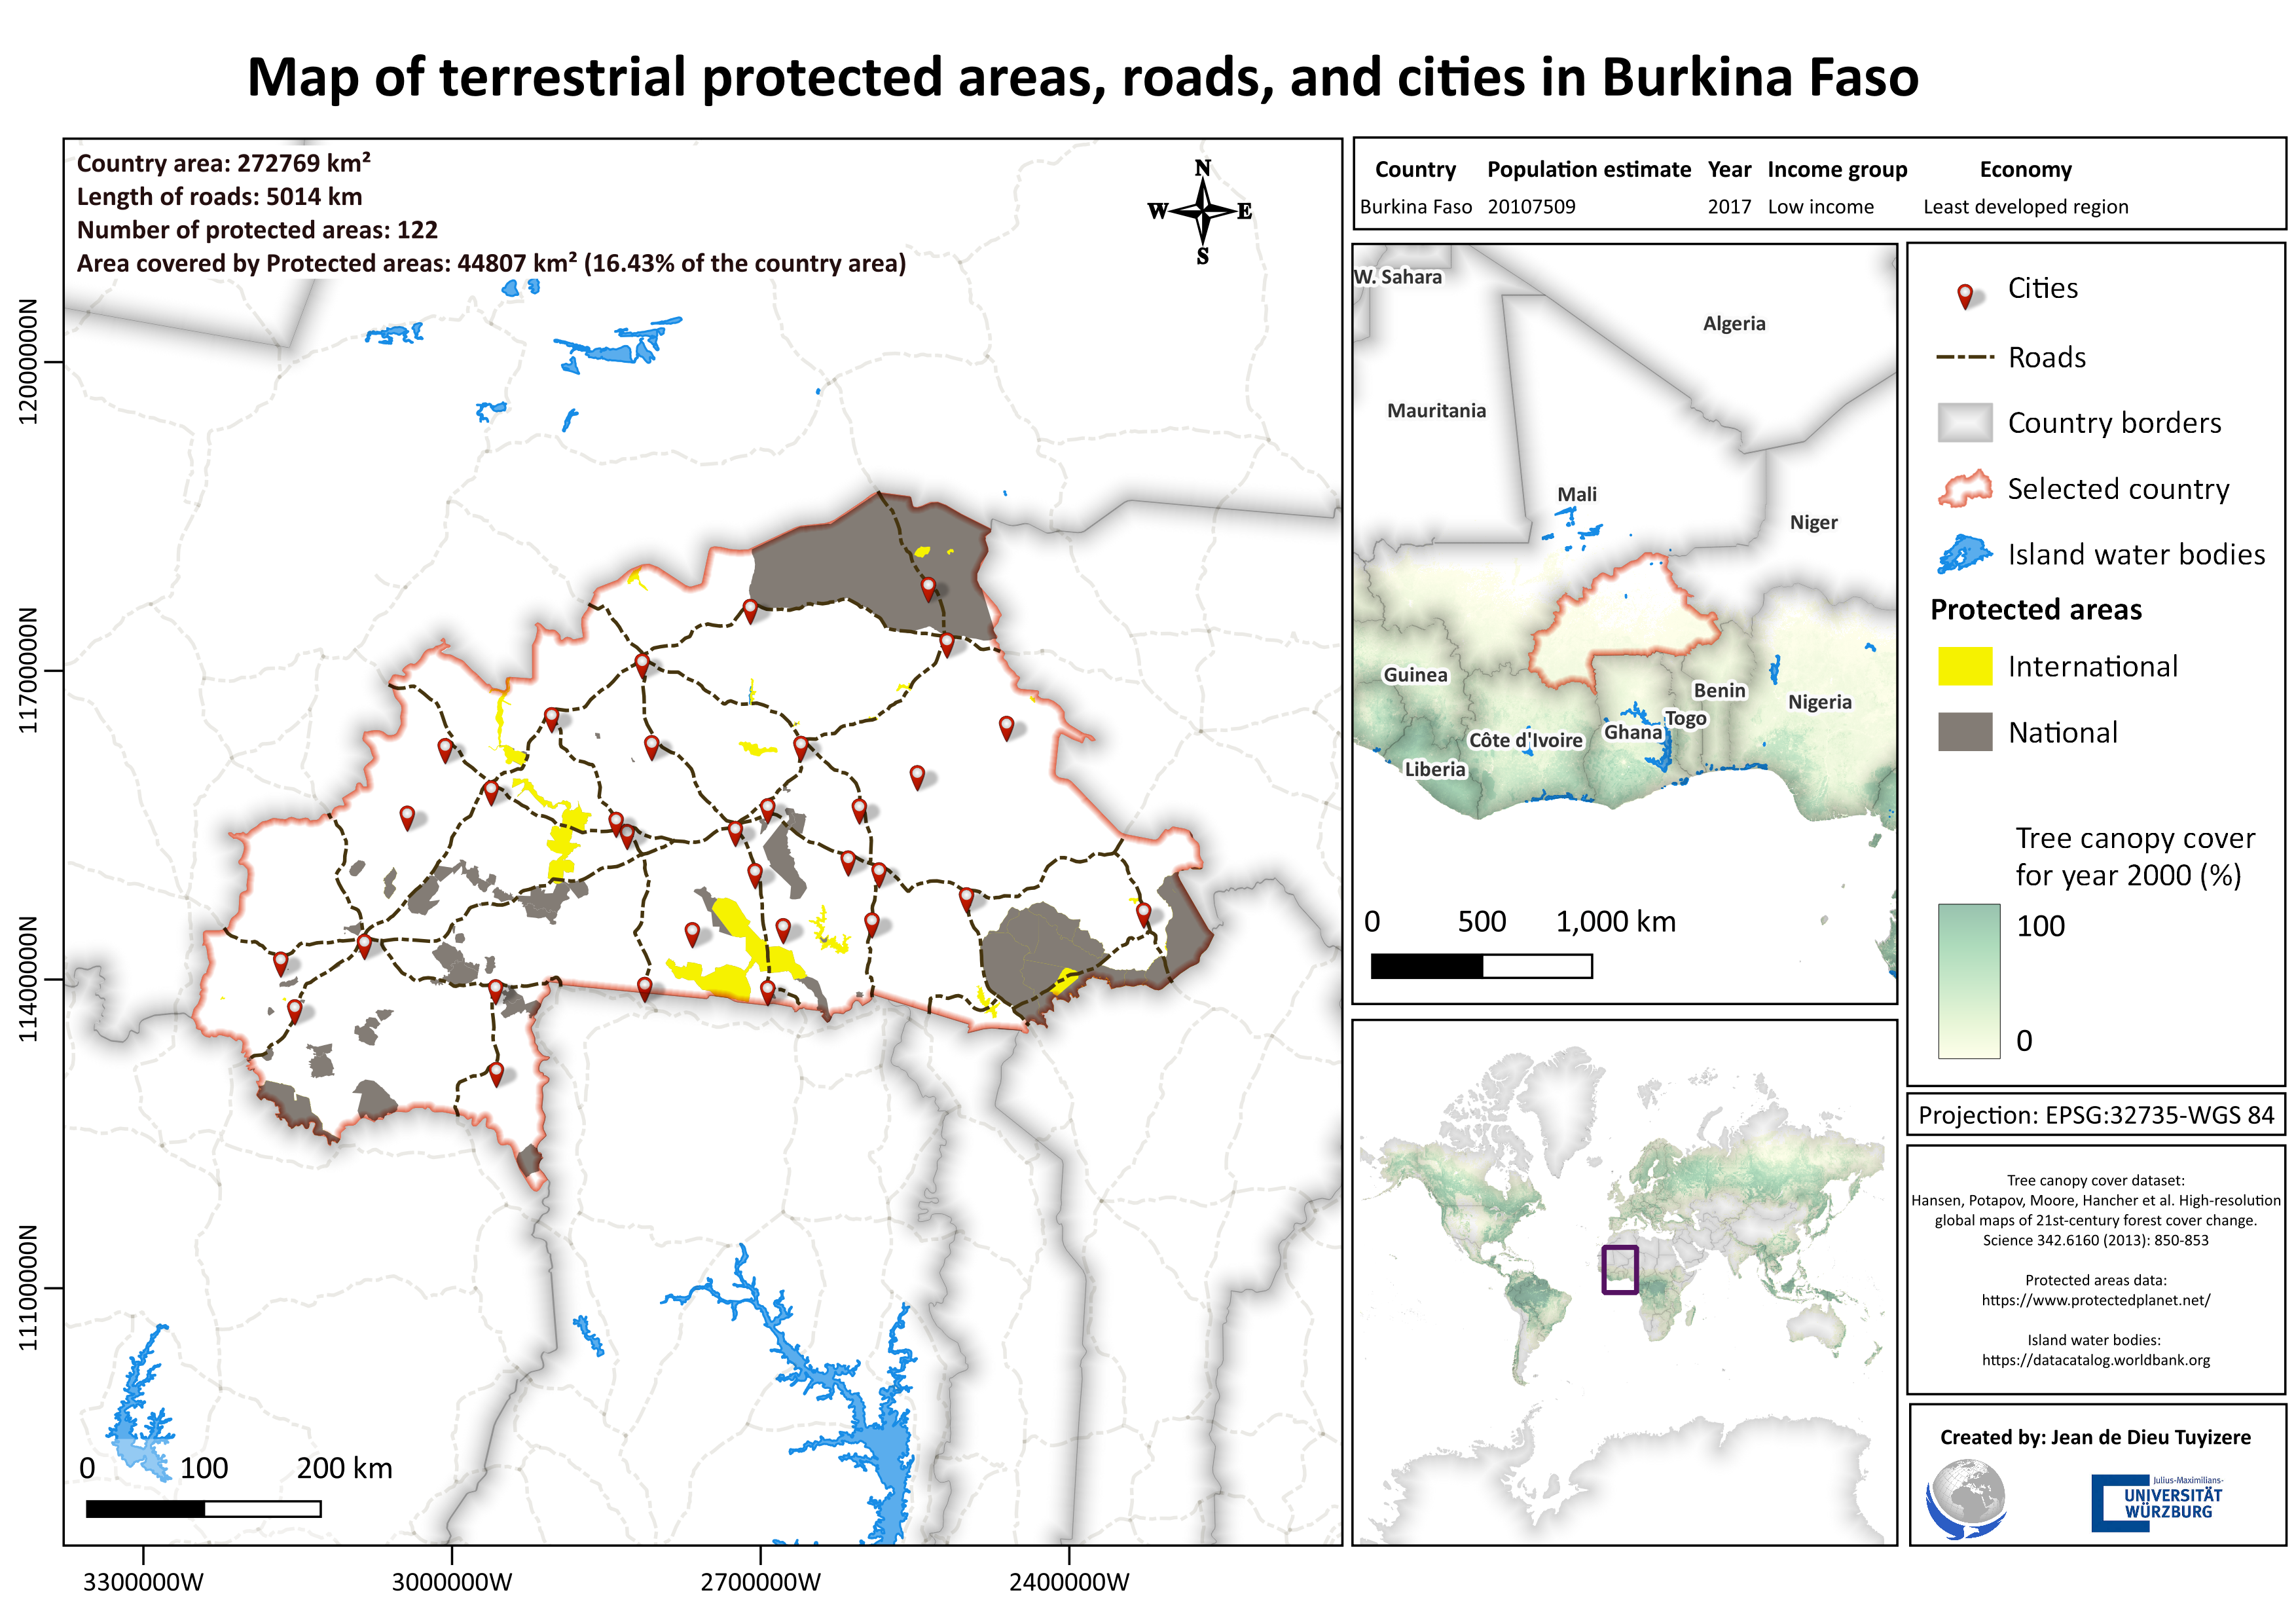 Map of terrestrial protected areas, roads, and cities in Burkina Faso
Country area: 272769 km²
Length of roads: 5014 km
Number of protected areas: 122
Area covered by Protected areas: 44807 km² (16.43% of the country area)
N
W E
S
1200000N
1170000N
1140000N
1110000N
0 100 200 km
3300000W 3000000W 2700000W 2400000W
Country Population estimate Year Income group Economy
Burkina Faso 20107509 2017 Low income Least developed region
W. Sahara
Algeria
Mauritania
Mali
Niger
Guinea
Benin
Nigeria
Togo
Ghana
Côte d'Ivoire
Liberia
0 500 1,000 km
Cities
Roads
Country borders
Selected country
Island water bodies
Protected areas
International
National
Tree canopy cover
for year 2000 (%)
100
0
Projection: EPSG:32735-WGS 84
Tree canopy cover dataset:
Hansen, Potapov, Moore, Hancher et al. High-resolution
global maps of 21st-century forest cover change.
Science 342.6160 (2013): 850-853
Protected areas data:
https://www.protectedplanet.net/
Island water bodies:
https://datacatalog.worldbank.org
Created by: Jean de Dieu Tuyizere
Julius-Maximilians-
UNIVERSITÄT
WÜRZBURG